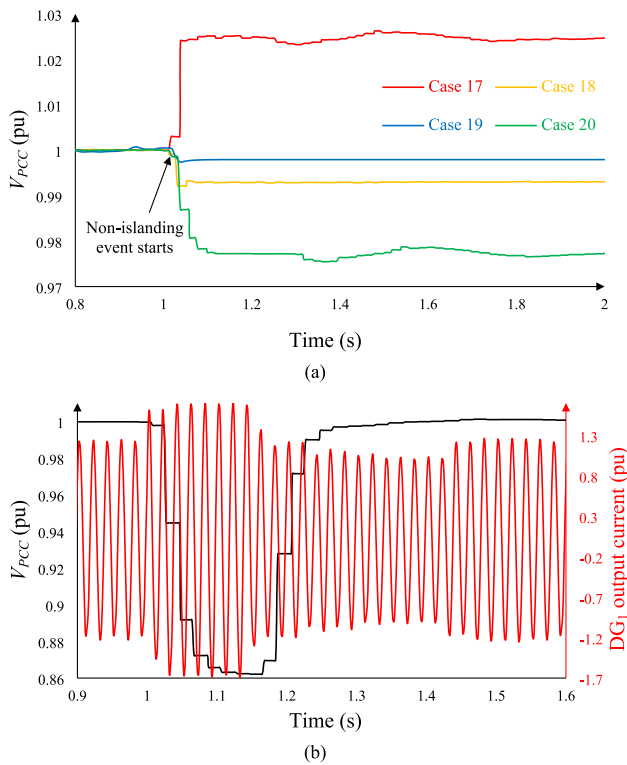 1.03
1.02
1.01
1
0.99
0.98
0.97
V_PCC (pu)
Case 17
Case 18
Case 19
Case 20
Non-islanding
event starts
0.8
1
1.2
1.4
1.6
1.8
2
Time (s)
(a)
1
0.98
0.96
0.94
0.92
0.9
0.88
0.86
V_PCC (pu)
1.3
0.8
0.3
-0.2
-0.7
-1.2
-1.7
DG₁ output current (pu)
0.9
1
1.1
1.2
1.3
1.4
1.5
1.6
Time (s)
(b)